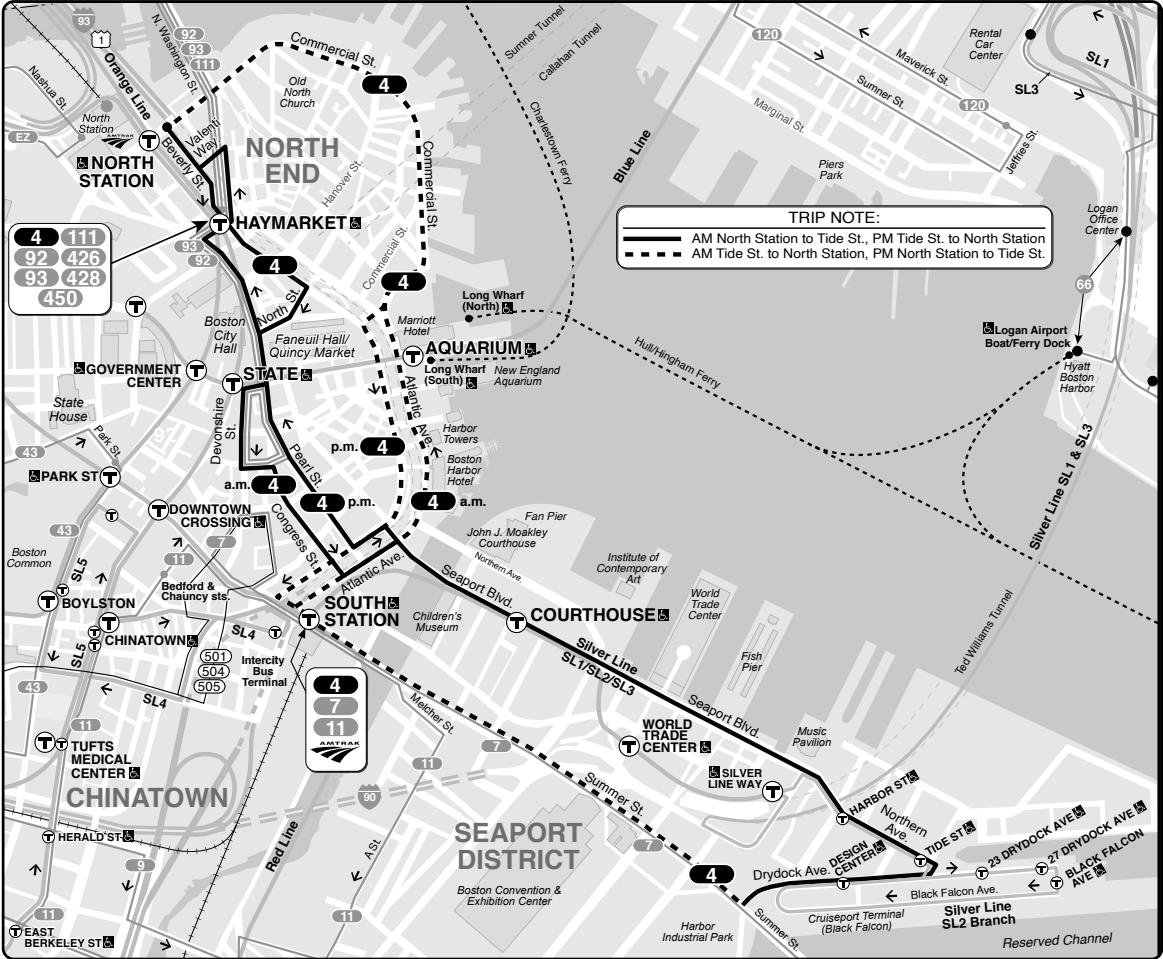 93
1
Orange Line
N. Washington St.
92
93
111
Commercial St.
4
Old
North
Church
Sumner Tunnel
Callahan Tunnel
Charlestown Ferry
Blue Line
120
Maverick St.
Sumner St.
120
Marginal St.
Jeffries St.
Rental
Car
Center
SL3
SL1
Nashua St.
EZ
North
Station
AMTRAK
T
NORTH
STATION
Beverly St.
Valenti
Way
NORTH
END
Hanover St.
Commercial St.
Commercial St.
Piers
Park
Logan
Office
Center
66
TRIP NOTE:
AM North Station to Tide St., PM Tide St. to North Station
AM Tide St. to North Station, PM North Station to Tide St.
T
HAYMARKET
93
92
4 111
92 426
93 428
450
4
4
North St.
Boston
City
Hall
Faneuil Hall/
Quincy Market
Marriott
Hotel
Long Wharf
(North)
T
AQUARIUM
Long Wharf
(South)
New England
Aquarium
Hull/Hingham Ferry
Logan Airport
Boat/Ferry Dock
Hyatt
Boston
Harbor
T
GOVERNMENT
CENTER
T
T
STATE
State
House
Park St.
43
92
Devonshire
St.
Pearl St.
Atlantic Ave.
Harbor
Towers
Boston
Harbor
Hotel
p.m. 4
a.m.
4
4 p.m.
4 a.m.
PARK ST
T
T
T
DOWNTOWN
CROSSING
7
43
11
Congress St.
Atlantic Ave.
Fan Pier
John J. Moakley
Courthouse
Northern Ave.
Institute of
Contemporary
Art
World
Trade
Center
Fish
Pier
Silver Line SL1 & SL3
Ted Williams Tunnel
Boston
Common
SL5
Bedford &
Chauncy sts.
T
T
BOYLSTON
T
T
T
CHINATOWN
SL5
SL4
T
T
SOUTH
STATION
Children's
Museum
Seaport Blvd.
T
COURTHOUSE
Silver Line
SL1/SL2/SL3
501
504
505
Intercity
Bus
Terminal
4
7
11
AMTRAK
43
SL4
11
Melcher St.
7
11
Seaport Blvd.
Music
Pavilion
T
WORLD
TRADE
CENTER
SILVER
LINE WAY
T
T
T
TUFTS
MEDICAL
CENTER
CHINATOWN
90
Red Line
A St.
Summer St.
SEAPORT
DISTRICT
7
4
T
HARBOR ST
Northern
Ave.
T
TIDE ST
DESIGN
CENTER
T
Drydock Ave.
T
23 DRYDOCK AVE
T
27 DRYDOCK AVE
T
BLACK FALCON
AVE
Black Falcon Ave.
Silver Line
SL2 Branch
T
HERALD ST
9
11
11
Boston Convention &
Exhibition Center
Harbor
Industrial Park
Summer St.
Cruiseport Terminal
(Black Falcon)
Reserved Channel
T
EAST
BERKELEY ST